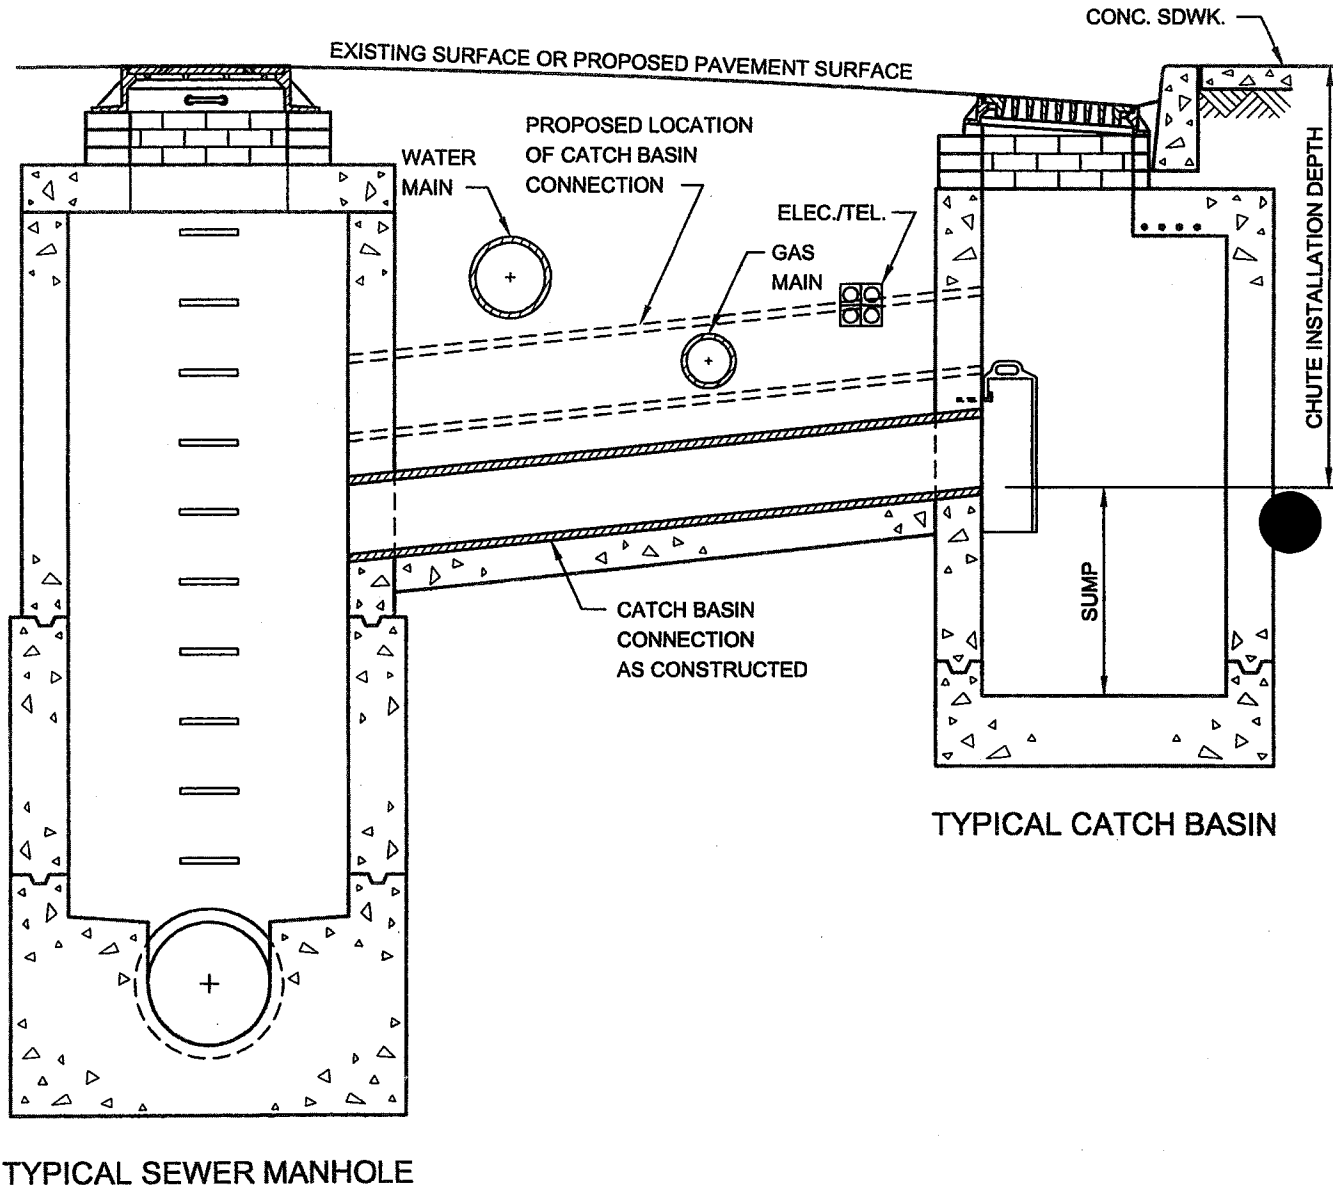 CONC. SDWK.
EXISTING SURFACE OR PROPOSED PAVEMENT SURFACE
PROPOSED LOCATION
OF CATCH BASIN
CONNECTION
WATER
MAIN
ELEC./TEL.
GAS
MAIN
CHUTE INSTALLATION DEPTH
SUMP
CATCH BASIN
CONNECTION
AS CONSTRUCTED
TYPICAL CATCH BASIN
TYPICAL SEWER MANHOLE